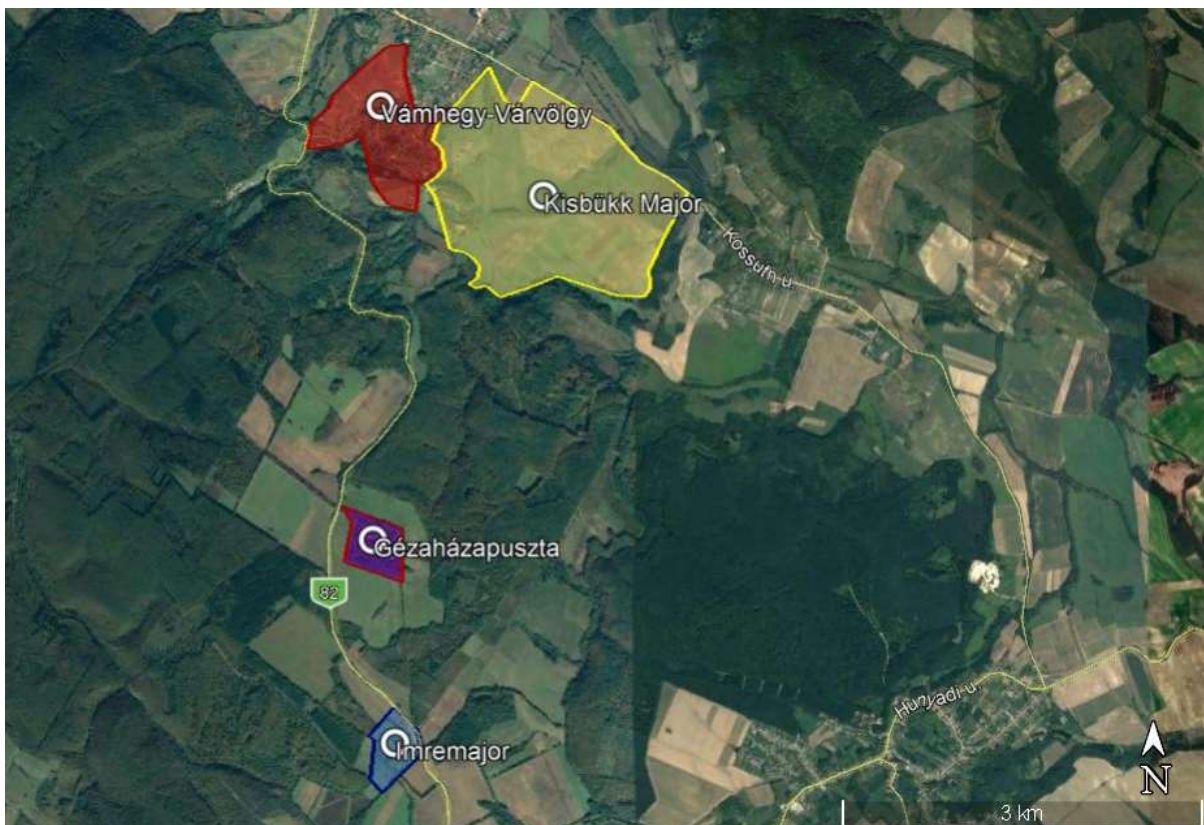 Vámhegy-Várvölgy
Kisbükk Major
Kossuth u.
Gézaházapuszta
82
Imremajor
Hunyadi u.
N
3 km